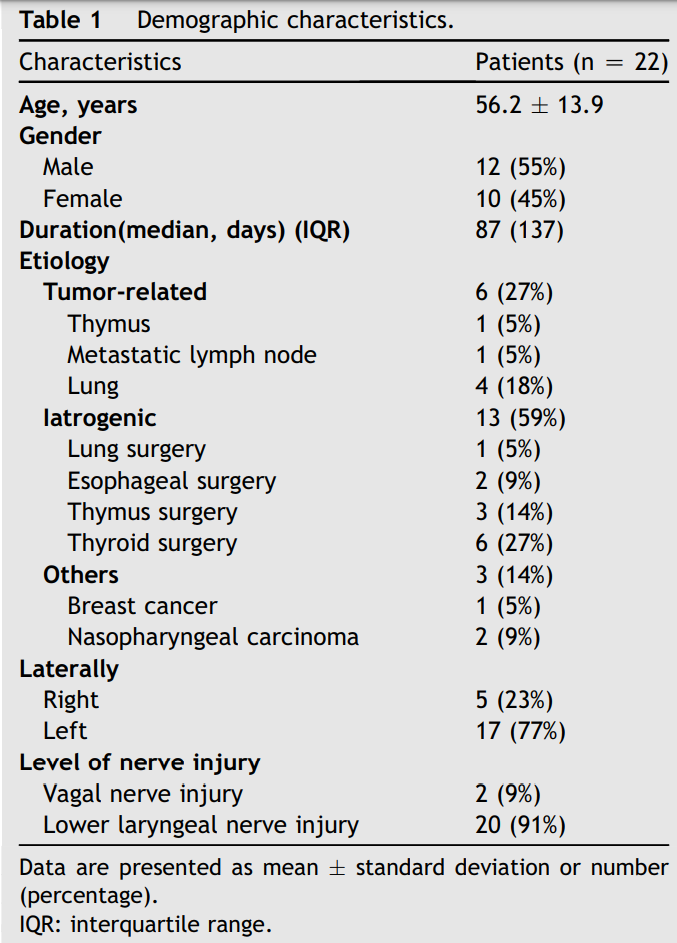 Table 1 Demographic characteristics.
Characteristics Patients (n = 22)
Age, years 56.2 ± 13.9
Gender
Male 12 (55%)
Female 10 (45%)
Duration(median, days) (IQR) 87 (137)
Etiology
Tumor-related 6 (27%)
Thymus 1 (5%)
Metastatic lymph node 1 (5%)
Lung 4 (18%)
Iatrogenic 13 (59%)
Lung surgery 1 (5%)
Esophageal surgery 2 (9%)
Thymus surgery 3 (14%)
Thyroid surgery 6 (27%)
Others 3 (14%)
Breast cancer 1 (5%)
Nasopharyngeal carcinoma 2 (9%)
Laterally
Right 5 (23%)
Left 17 (77%)
Level of nerve injury
Vagal nerve injury 2 (9%)
Lower laryngeal nerve injury 20 (91%)
Data are presented as mean ± standard deviation or number
(percentage).
IQR: interquartile range.